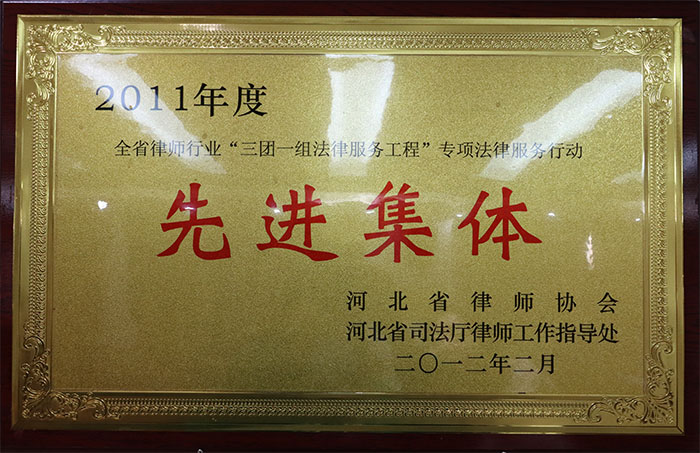 2011年度
全省律师行业“三团一组法律服务工程”专项法律服务行动
先进集体
河北省律师协会
河北省司法厅律师工作指导处
二〇一二年二月